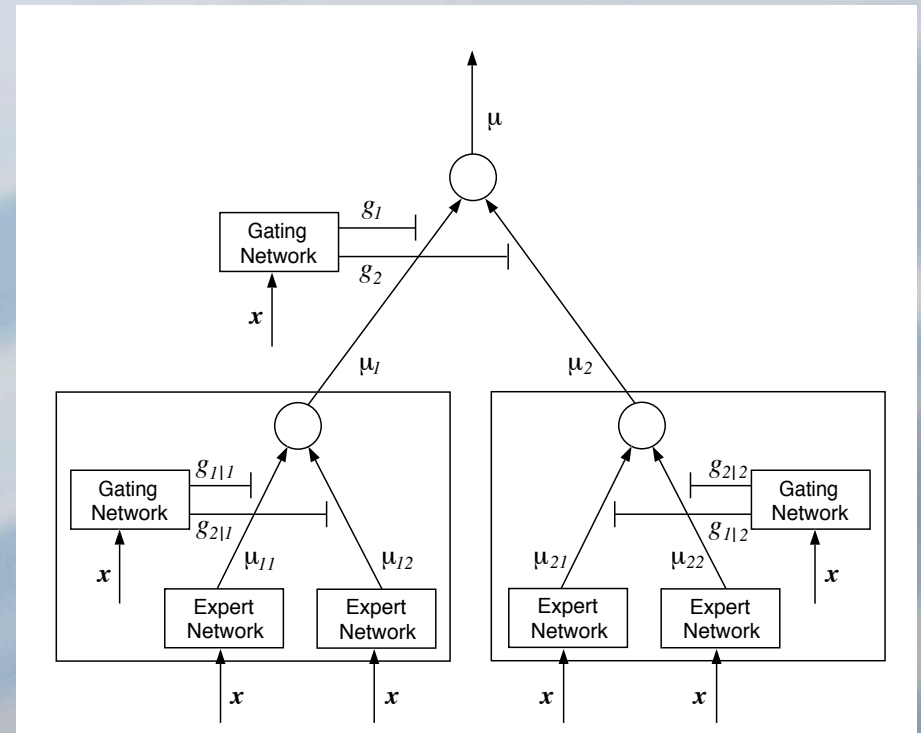 μ
g1
Gating
Network
g2
x
μ1
μ2
g1|1
Gating
Network
g2|1
x
μ11
μ12
Expert
Network
Expert
Network
x
x
g2|2
Gating
Network
g1|2
x
μ21
μ22
Expert
Network
Expert
Network
x
x